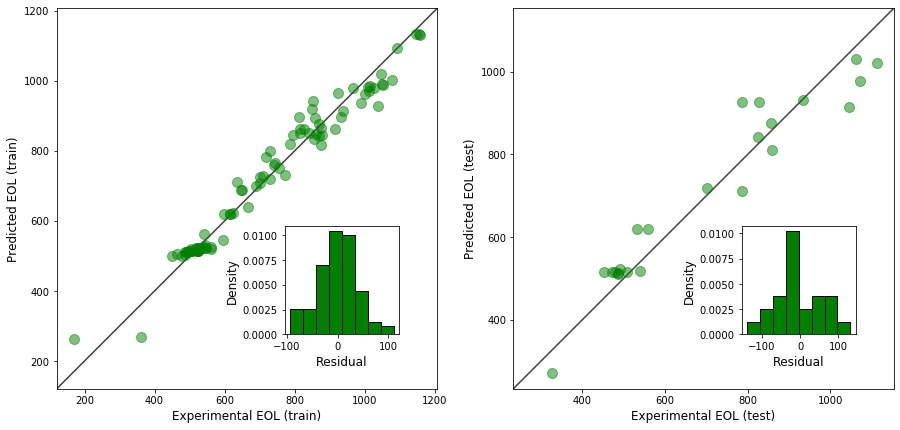 Predicted EOL (train)
1200
1000
800
600
400
200
200 400 600 800 1000 1200
Experimental EOL (train)
Density
0.0100
0.0075
0.0050
0.0025
0.0000
−100 0 100
Residual
Predicted EOL (test)
1000
800
600
400
400 600 800 1000
Experimental EOL (test)
Density
0.0100
0.0075
0.0050
0.0025
0.0000
−100 0 100
Residual